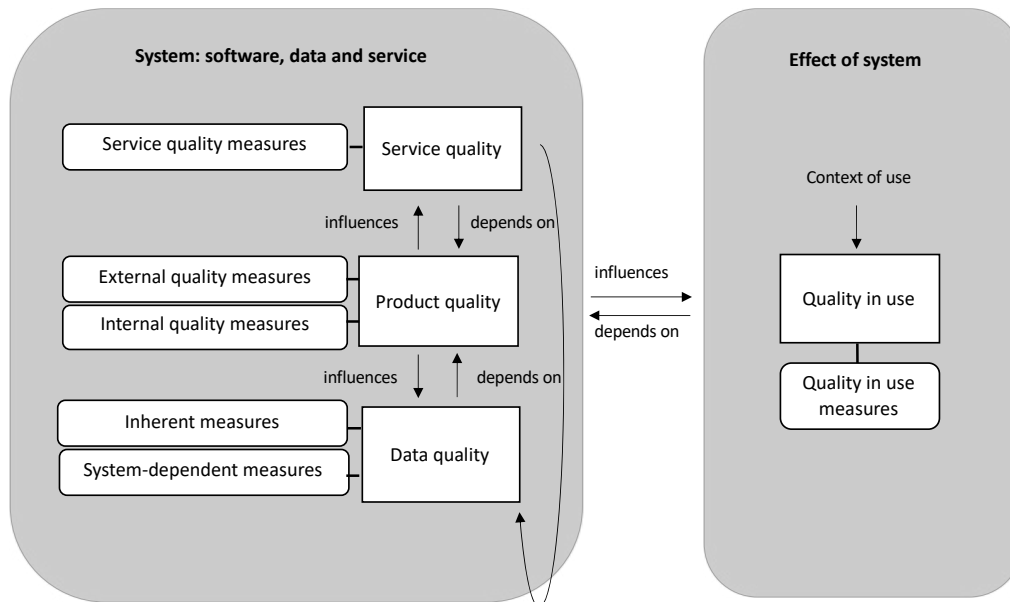 System: software, data and service
Service quality measures
Service quality
influences
depends on
External quality measures
Internal quality measures
Product quality
influences
depends on
Inherent measures
System-dependent measures
Data quality
influences
depends on
Effect of system
Context of use
Quality in use
Quality in use
measures